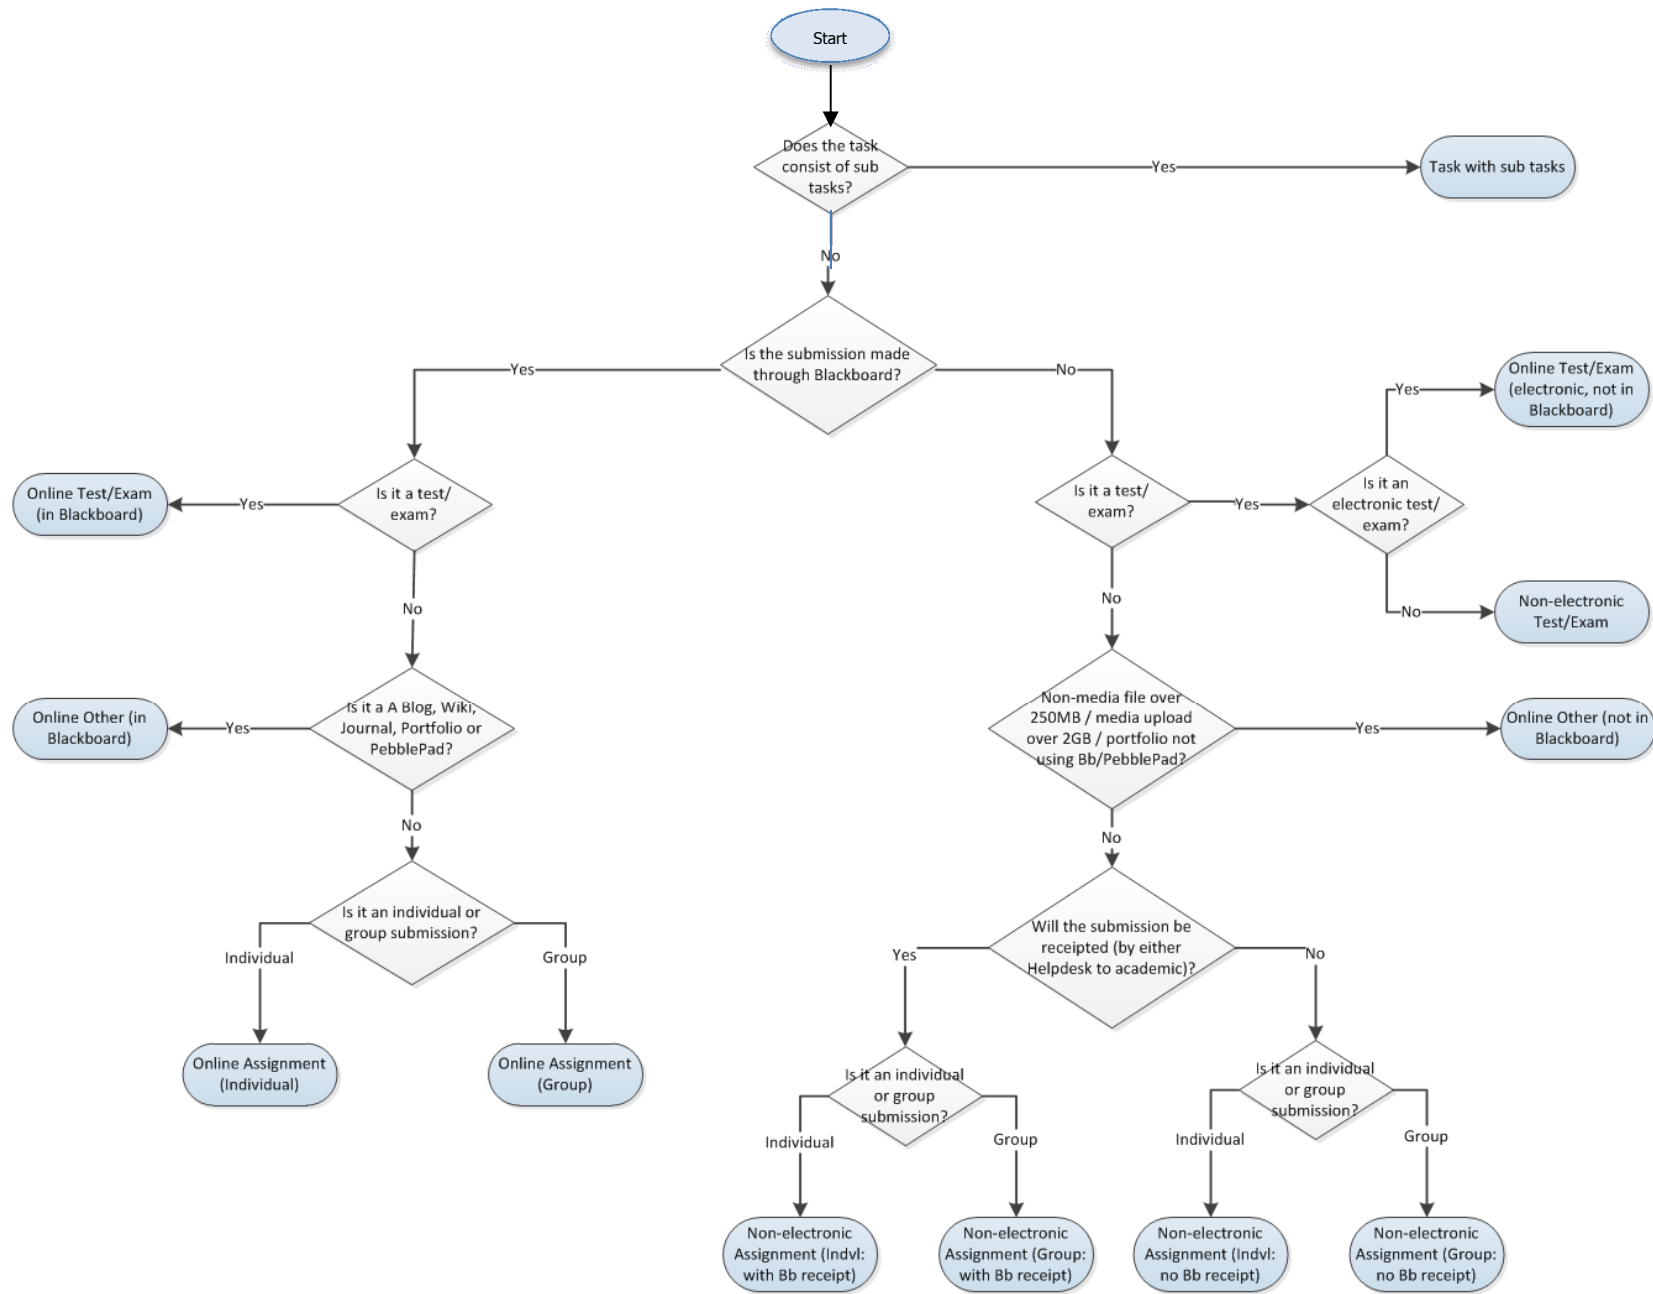 Start
Does the task
consist of sub
tasks?
Yes
Task with sub tasks
No
Is the submission made
through Blackboard?
Yes
No
Online Test/Exam
(electronic, not in
Blackboard)
Yes
Is it a test/
exam?
Yes
Online Test/Exam
(in Blackboard)
Is it a test/
exam?
Yes
Is it an
electronic test/
exam?
No
No
No
Non-electronic
Test/Exam
Is it a A Blog, Wiki,
Journal, Portfolio or
PebblePad?
Yes
Online Other (in
Blackboard)
Non-media file over
250MB / media upload
over 2GB / portfolio not
using Bb/PebblePad?
Yes
Online Other (not in
Blackboard)
No
No
Is it an individual or
group submission?
Individual
Group
Will the submission be
receipted (by either
Helpdesk to academic)?
Yes
No
Online Assignment
(Individual)
Online Assignment
(Group)
Is it an individual
or group
submission?
Is it an individual
or group
submission?
Individual
Group
Individual
Group
Non-electronic
Assignment (Indvl:
with Bb receipt)
Non-electronic
Assignment (Group:
with Bb receipt)
Non-electronic
Assignment (Indvl:
no Bb receipt)
Non-electronic
Assignment (Group:
no Bb receipt)